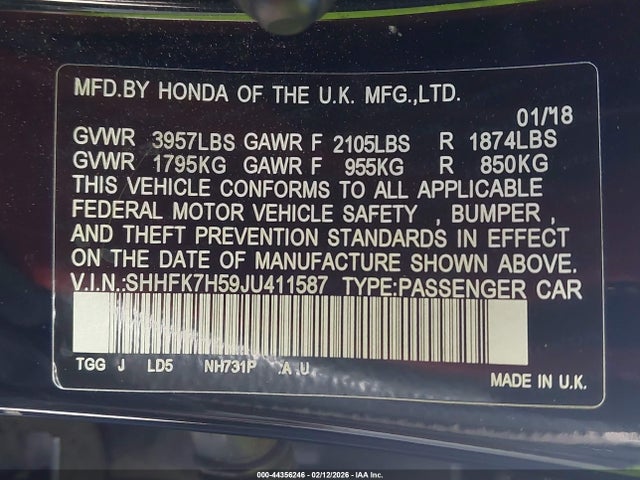 MFD.BY HONDA OF THE U.K. MFG.,LTD.
01/18
GVWR 3957LBS GAWR F 2105LBS R 1874LBS
GVWR 1795KG GAWR F 955KG R 850KG
THIS VEHICLE CONFORMS TO ALL APPLICABLE
FEDERAL MOTOR VEHICLE SAFETY , BUMPER ,
AND THEFT PREVENTION STANDARDS IN EFFECT
ON THE DATE OF MANUFACTURE SHOWN ABOVE.
V.I.N.:SHHFK7H59JU411587 TYPE:PASSENGER CAR
TGG J LD5 NH731P A .U
MADE IN U.K.
000-44356246 - 02/12/2026 - IAA Inc.